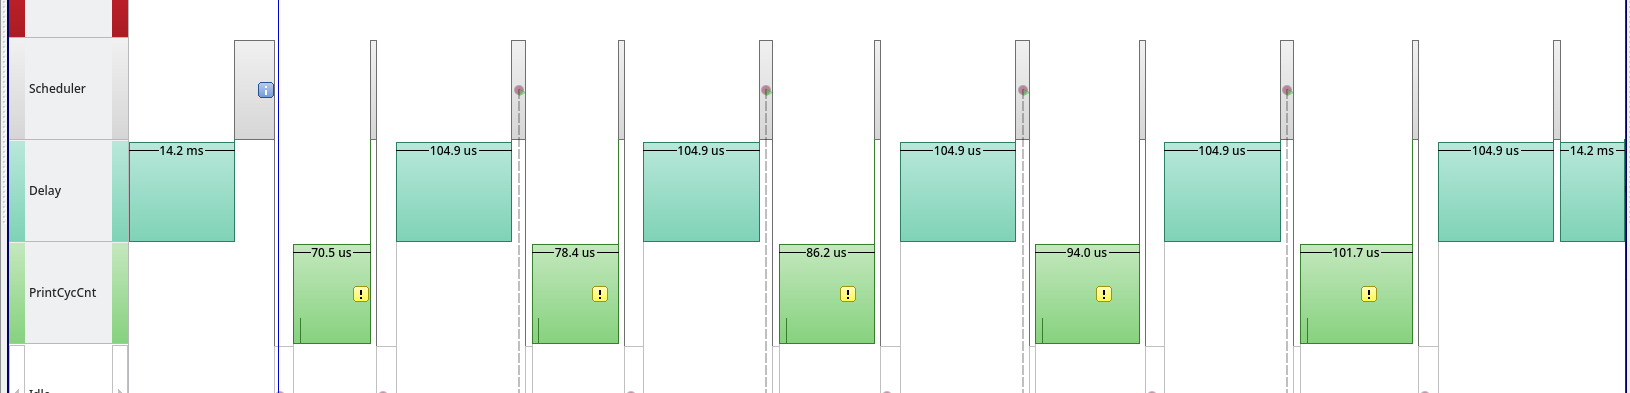 Scheduler
14.2 ms 104.9 us 104.9 us 104.9 us 104.9 us 104.9 us 14.2 ms
Delay
70.5 us 78.4 us 86.2 us 94.0 us 101.7 us
PrintCycCnt
! ! ! ! !